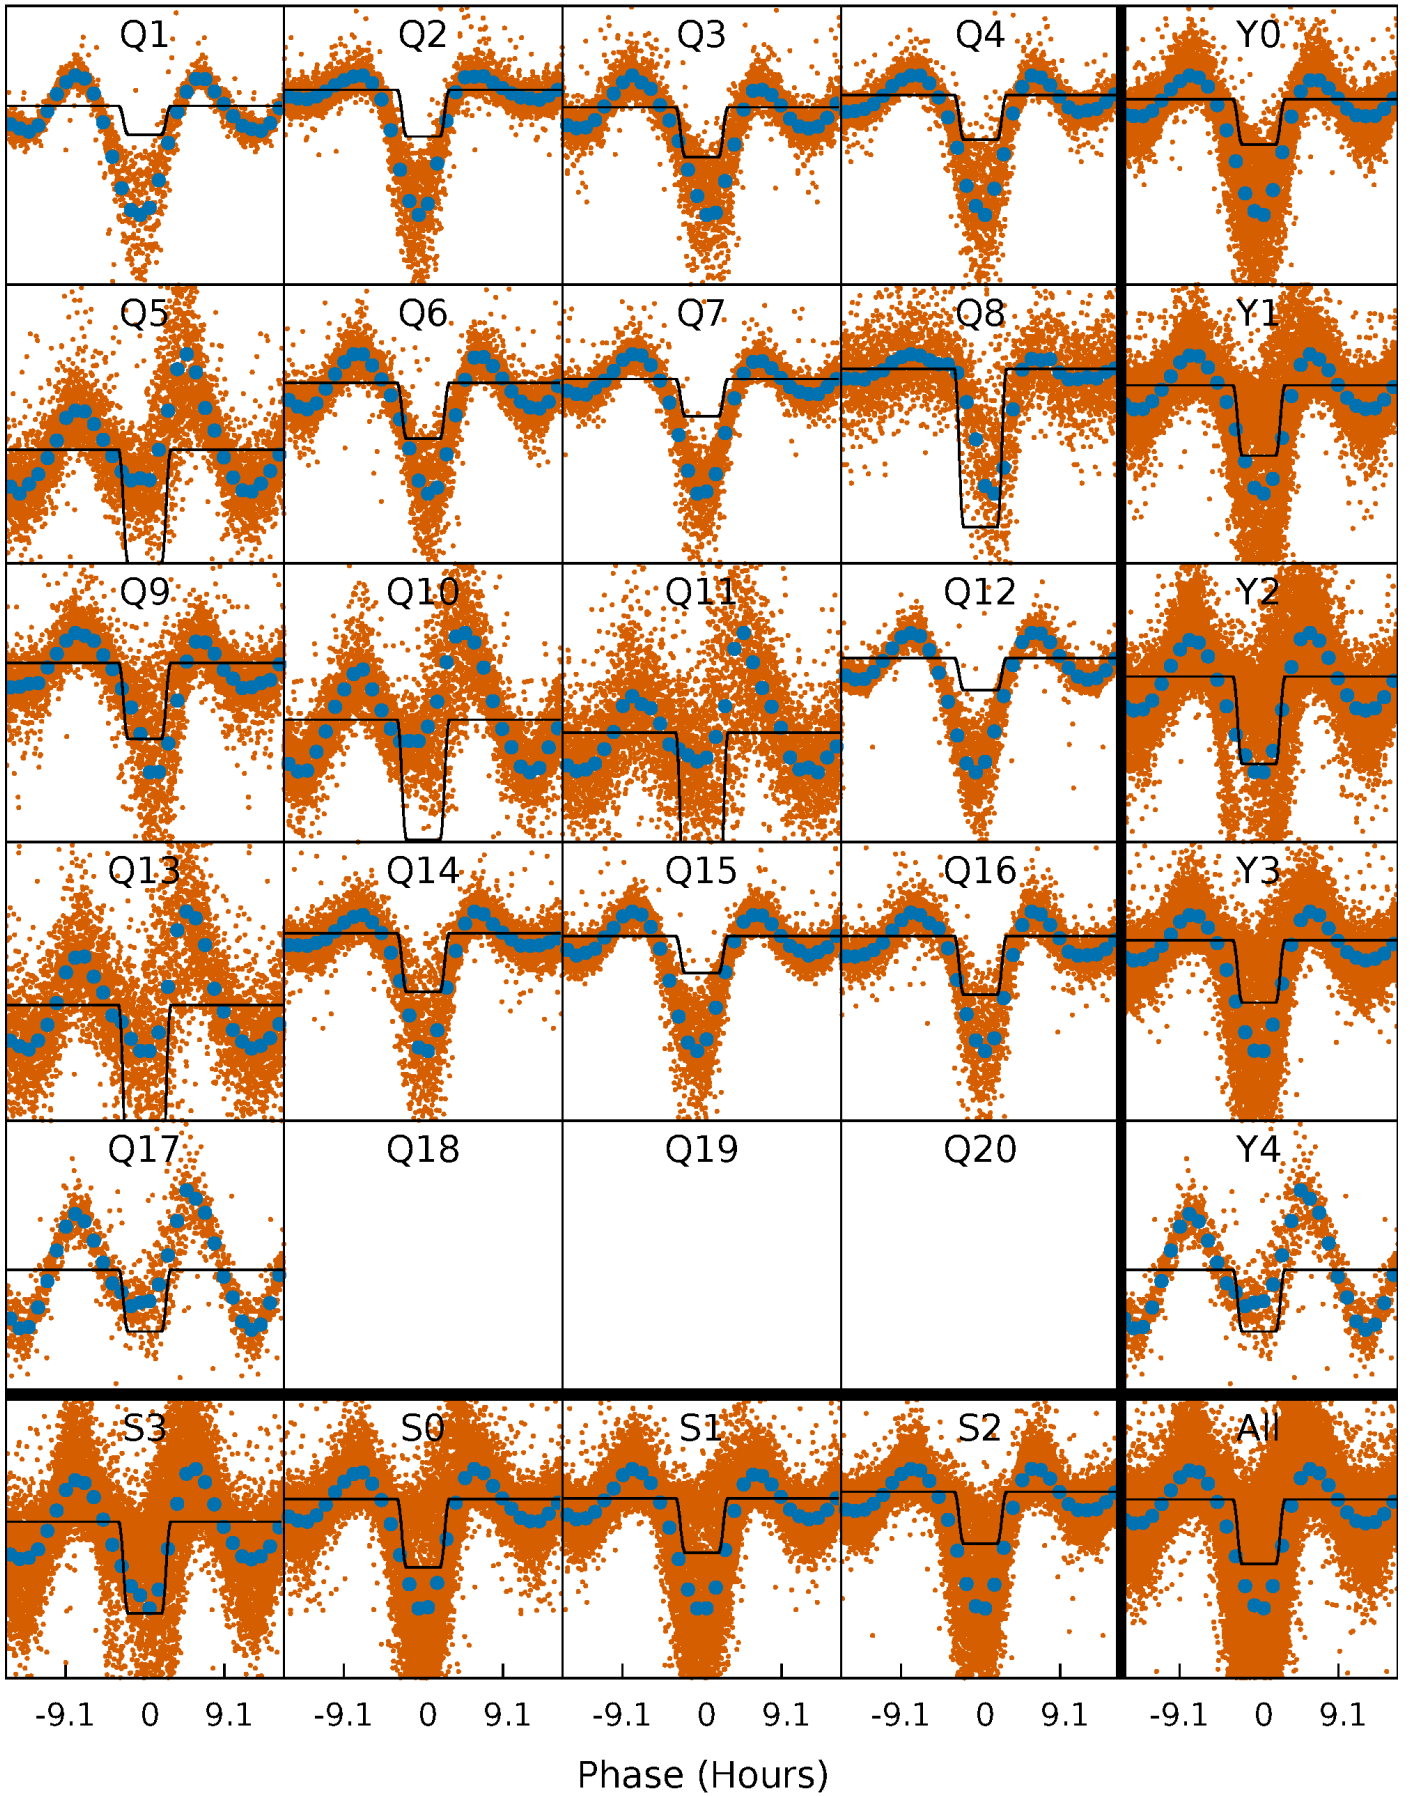 Q1 Q2 Q3 Q4 Y0
Q5 Q6 Q7 Q8 Y1
Q9 Q10 Q11 Q12 Y2
Q13 Q14 Q15 Q16 Y3
Q17 Q18 Q19 Q20 Y4
S3 S0 S1 S2 All
-9.1 0 9.1 -9.1 0 9.1 -9.1 0 9.1 -9.1 0 9.1 -9.1 0 9.1
Phase (Hours)